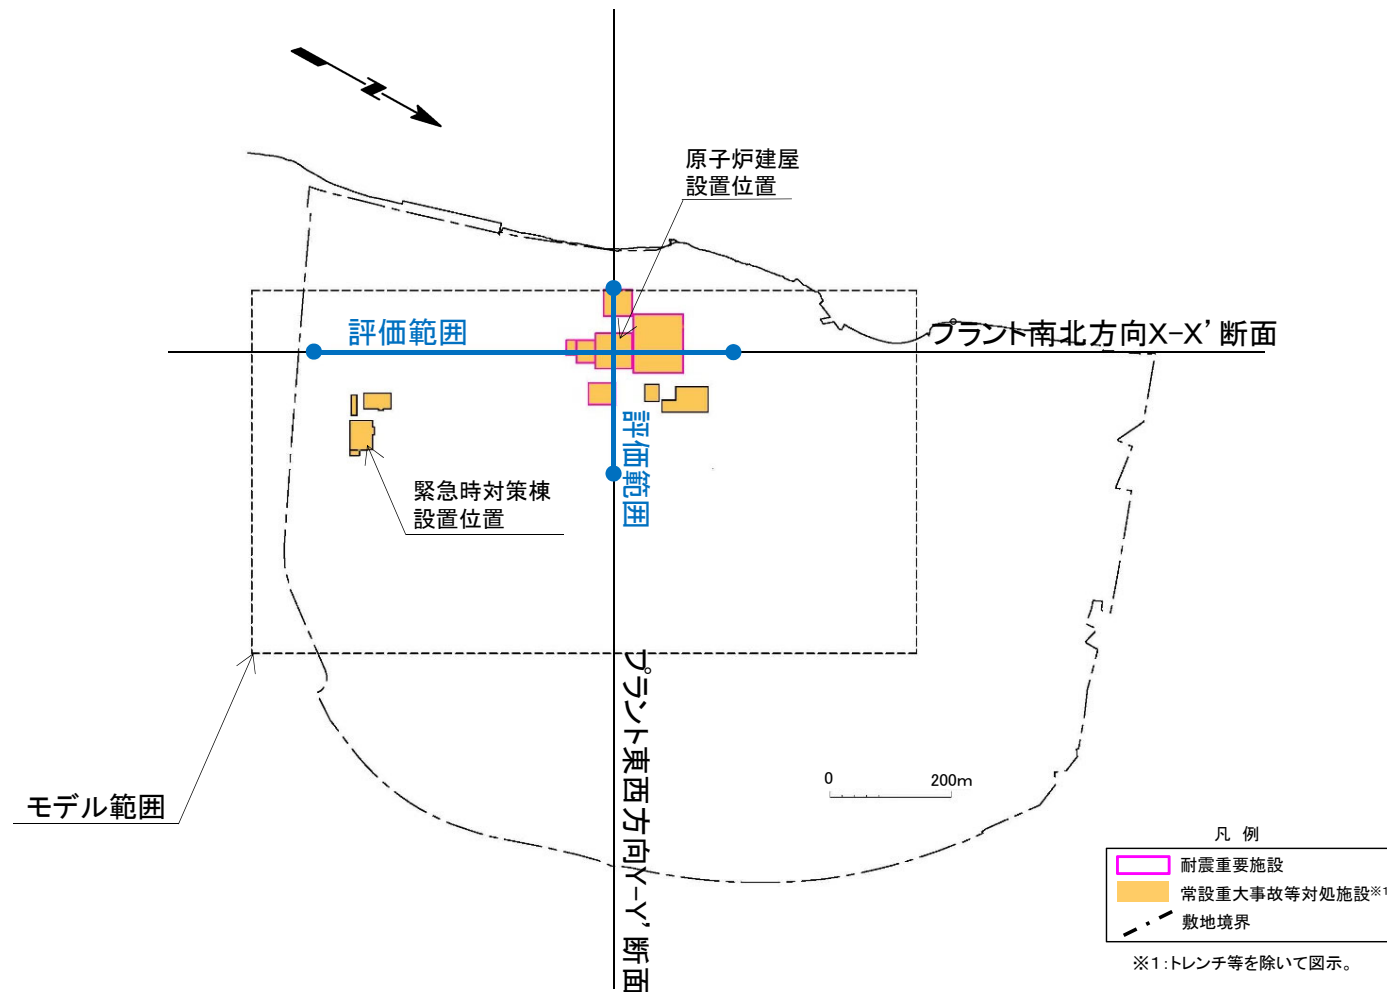 原子炉建屋
設置位置
評価範囲
プラント南北方向X-X’断面
評価範囲
緊急時対策棟
設置位置
モデル範囲
プラント東西方向Y-Y’断面
0 200m
凡 例
耐震重要施設
常設重大事故等対処施設※1
敷地境界
※1:トレンチ等を除いて図示。